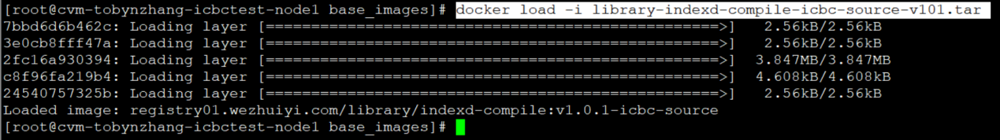 [root@cvm-tobynzhang-icbctest-node1 base_images]# docker load -i library-indexd-compile-icbc-source-v101.tar
7bbd6d6b462c: Loading layer [==================================================>]   2.56kB/2.56kB
3e0cb8fff47a: Loading layer [==================================================>]   2.56kB/2.56kB
2fc16a930394: Loading layer [==================================================>]  3.847MB/3.847MB
c8f96fa219b4: Loading layer [==================================================>]  4.608kB/4.608kB
24540757325b: Loading layer [==================================================>]   2.56kB/2.56kB
Loaded image: registry01.wezhuiyi.com/library/indexd-compile:v1.0.1-icbc-source
[root@cvm-tobynzhang-icbctest-node1 base_images]#